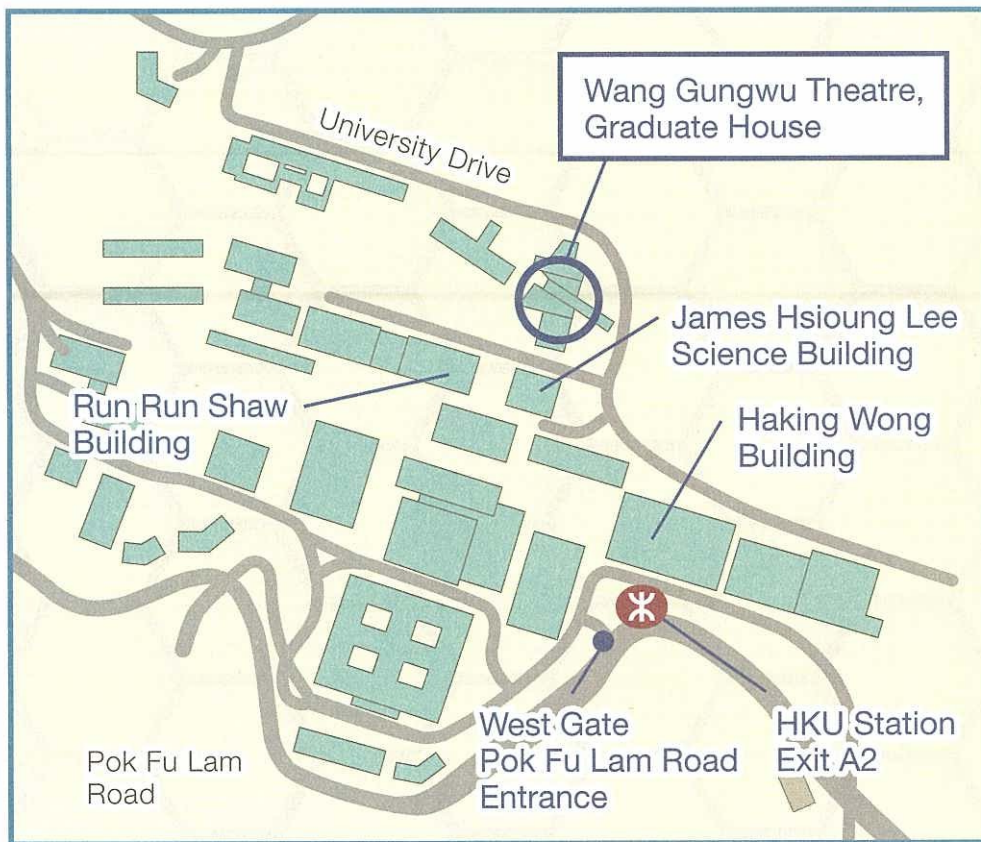 Wang Gungwu Theatre,
Graduate House
University Drive
James Hsioung Lee
Science Building
Run Run Shaw
Building
Haking Wong
Building
West Gate
Pok Fu Lam Road
Entrance
HKU Station
Exit A2
Pok Fu Lam
Road